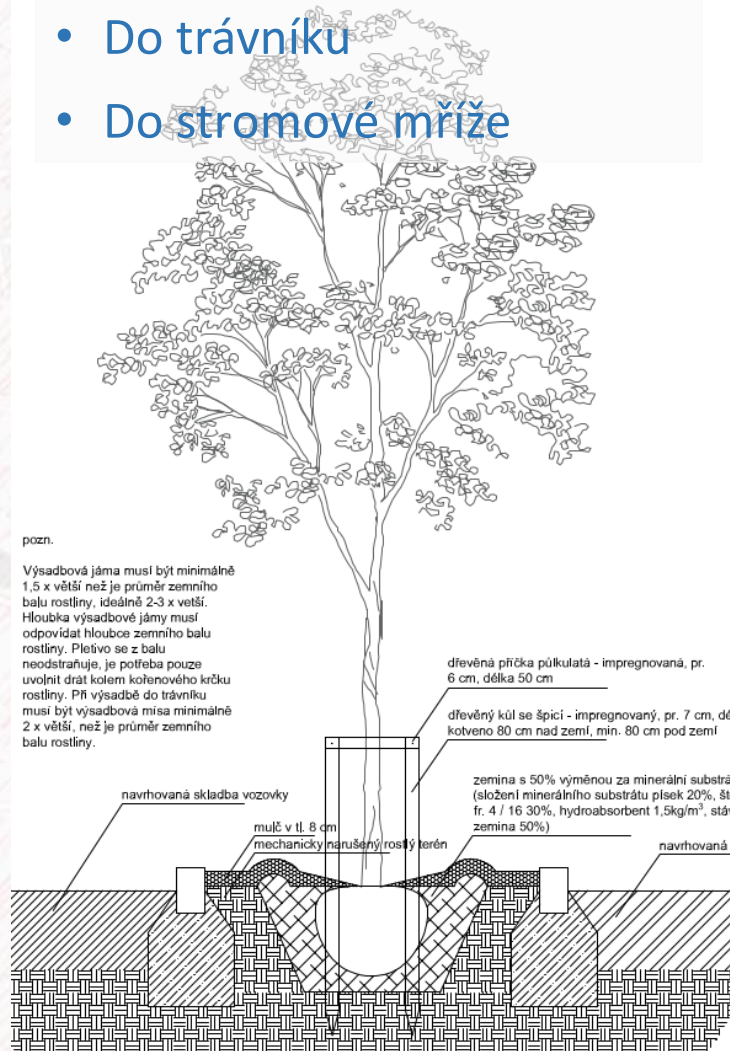 • Do trávníku
• Do stromové mříže
pozn.
Výsadbová jáma musí být minimálně
1,5 x větší než je průměr zemního
balu rostliny, ideálně 2-3 x vetší.
Hloubka výsadbové jámy musí
odpovídat hloubce zemního balu
rostliny. Pletivo se z balu
neodstraňuje, je potřeba pouze
uvolnit drát kolem kořenového krčku
rostliny. Při výsadbě do trávníku
musí být výsadbová mísa minimálně
2 x větší, než je průměr zemního
balu rostliny.
dřevěná příčka půlkulatá - impregnovaná, pr.
6 cm, délka 50 cm
dřevěný kůl se špicí - impregnovaný, pr. 7 cm, dé
kotveno 80 cm nad zemí, min. 80 cm pod zemí
zemina s 50% výměnou za minerální substrá
(složení minerálního substrátu písek 20%, št
fr. 4 / 16 30%, hydroabsorbent 1,5kg/m³, stáv
zemina 50%)
navrhovaná skladba vozovky
mulč v tl. 8 cm
mechanicky narušený rostlý terén
navrhovaná